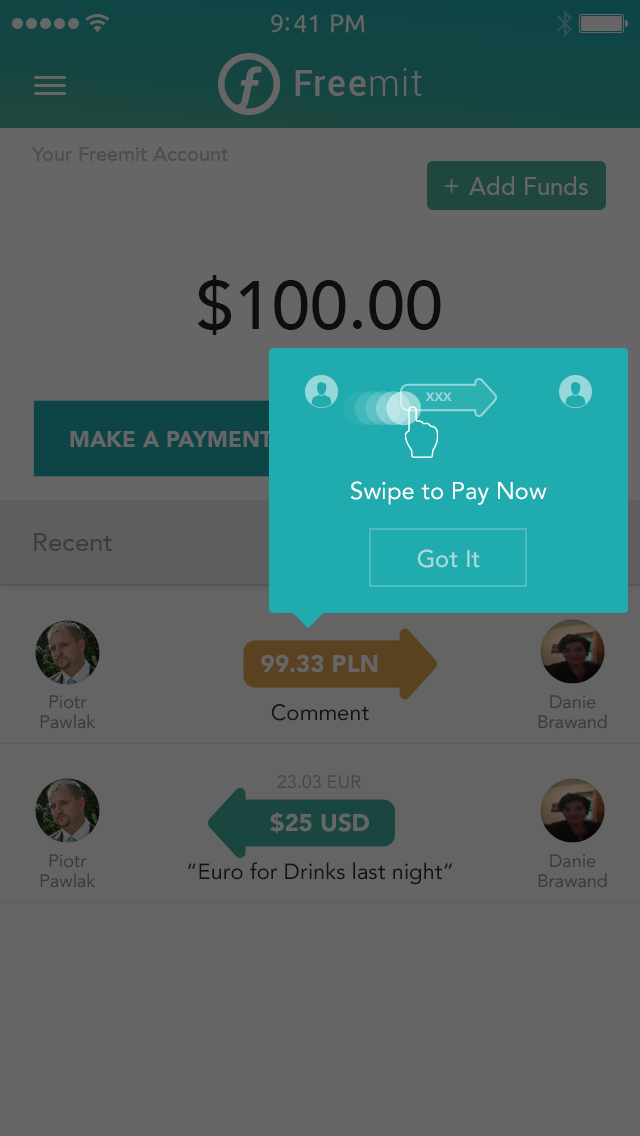 9:41 PM
Freemit
Your Freemit Account
+ Add Funds
$100.00
xxx
MAKE A PAYMENT
Swipe to Pay Now
Recent
Got It
99.33 PLN
Piotr
Pawlak
Comment
Danie
Brawand
23.03 EUR
$25 USD
Piotr
Pawlak
“Euro for Drinks last night”
Danie
Brawand